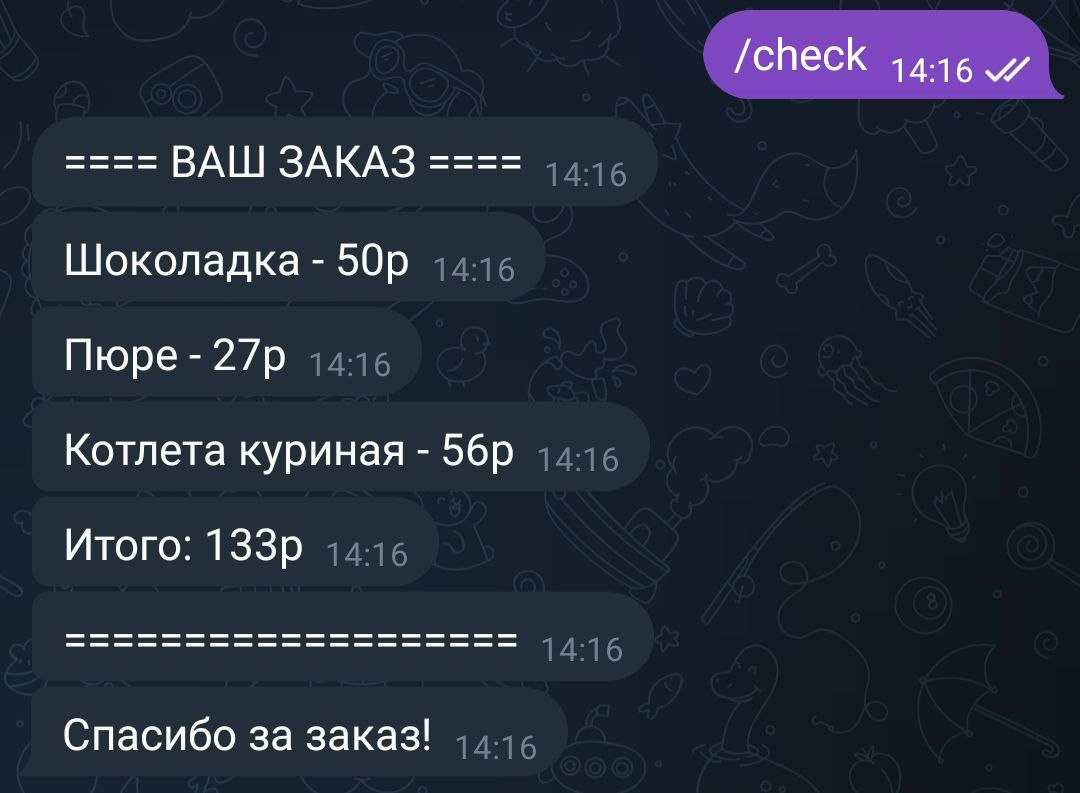 /check 14:16
==== ВАШ ЗАКАЗ ==== 14:16
Шоколадка - 50р 14:16
Пюре - 27р 14:16
Котлета куриная - 56р 14:16
Итого: 133р 14:16
=================== 14:16
Спасибо за заказ! 14:16